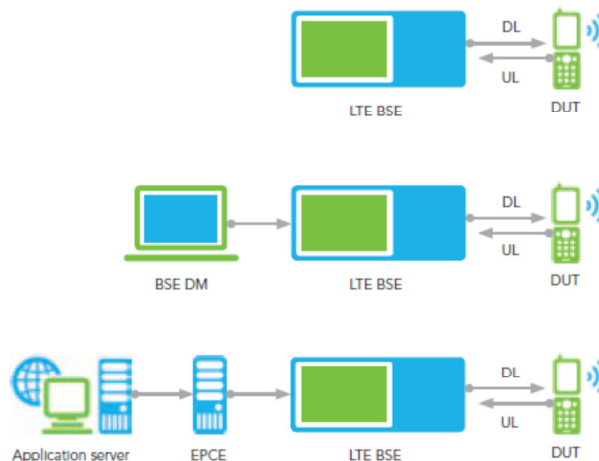 DL
UL
LTE BSE
DUT
DL
UL
BSE DM
LTE BSE
DUT
DL
UL
Application server
EPCE
LTE BSE
DUT